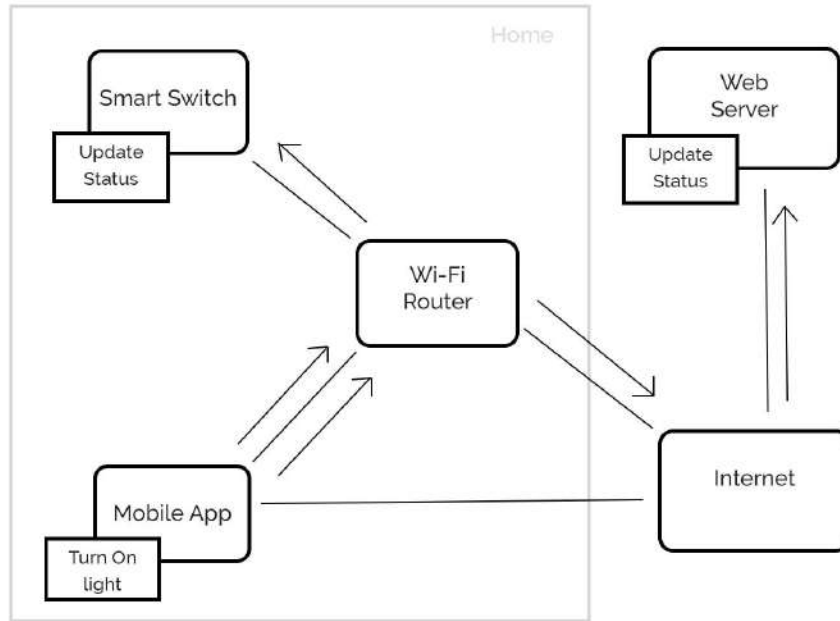 Home
Smart Switch
Update
Status
Web
Server
Update
Status
Wi-Fi
Router
Mobile App
Turn On
light
Internet